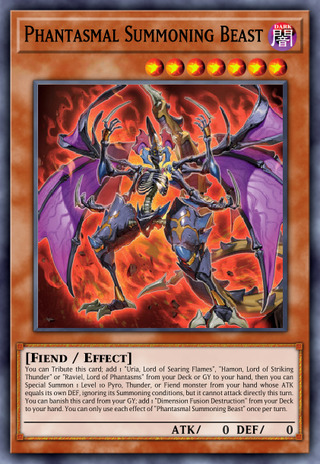 Phantasmal Summoning Beast
DARK
闇
[Fiend / Effect]
You can Tribute this card; add 1 "Uria, Lord of Searing Flames", "Hamon, Lord of Striking
Thunder" or "Raviel, Lord of Phantasms" from your Deck or GY to your hand, then you can
Special Summon 1 Level 10 Pyro, Thunder, or Fiend monster from your hand whose ATK
equals its own DEF, ignoring its Summoning conditions, but it cannot attack directly this turn.
You can banish this card from your GY; add 1 "Dimension Fusion Destruction" from your Deck
to your hand. You can only use each effect of "Phantasmal Summoning Beast" once per turn.
ATK/ 0 DEF/ 0